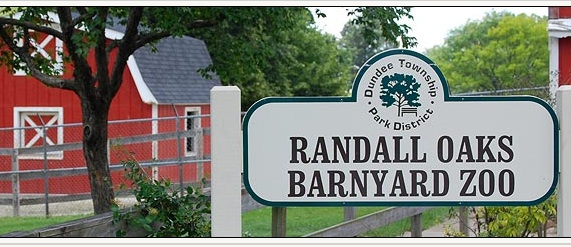 Dundee Township
Park District
RANDALL OAKS
BARNYARD ZOO